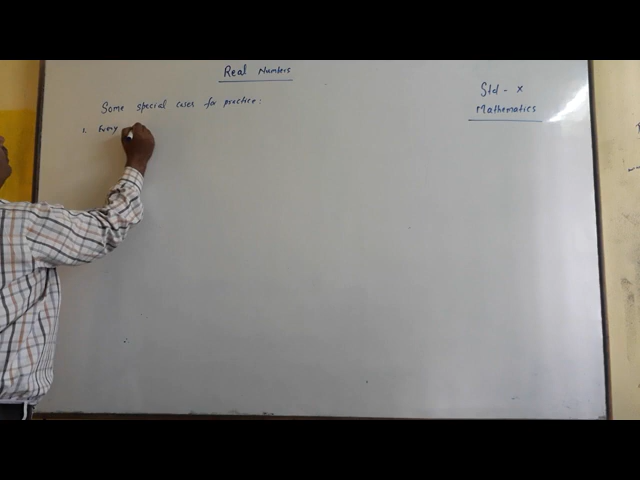 Real Numbers
Std - X
Mathematics
Some special cases for practice :
1. Every